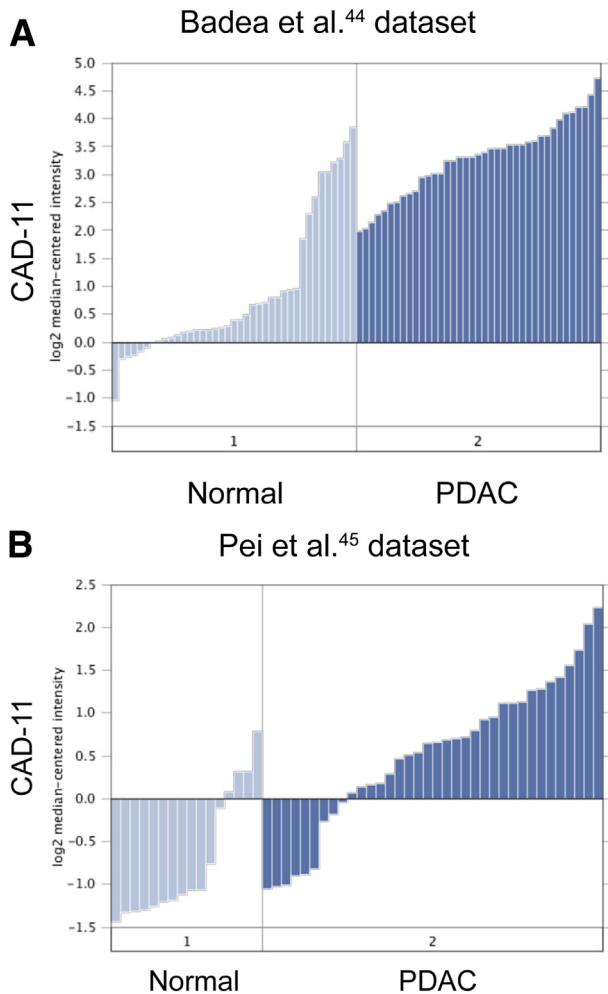 A
Badea et al.44 dataset
CAD-11
log2 median-centered intensity
5.0
4.5
4.0
3.5
3.0
2.5
2.0
1.5
1.0
0.5
0.0
−0.5
−1.0
−1.5
1 2
Normal PDAC
B
Pei et al.45 dataset
CAD-11
log2 median-centered intensity
2.5
2.0
1.5
1.0
0.5
0.0
−0.5
−1.0
−1.5
1 2
Normal PDAC